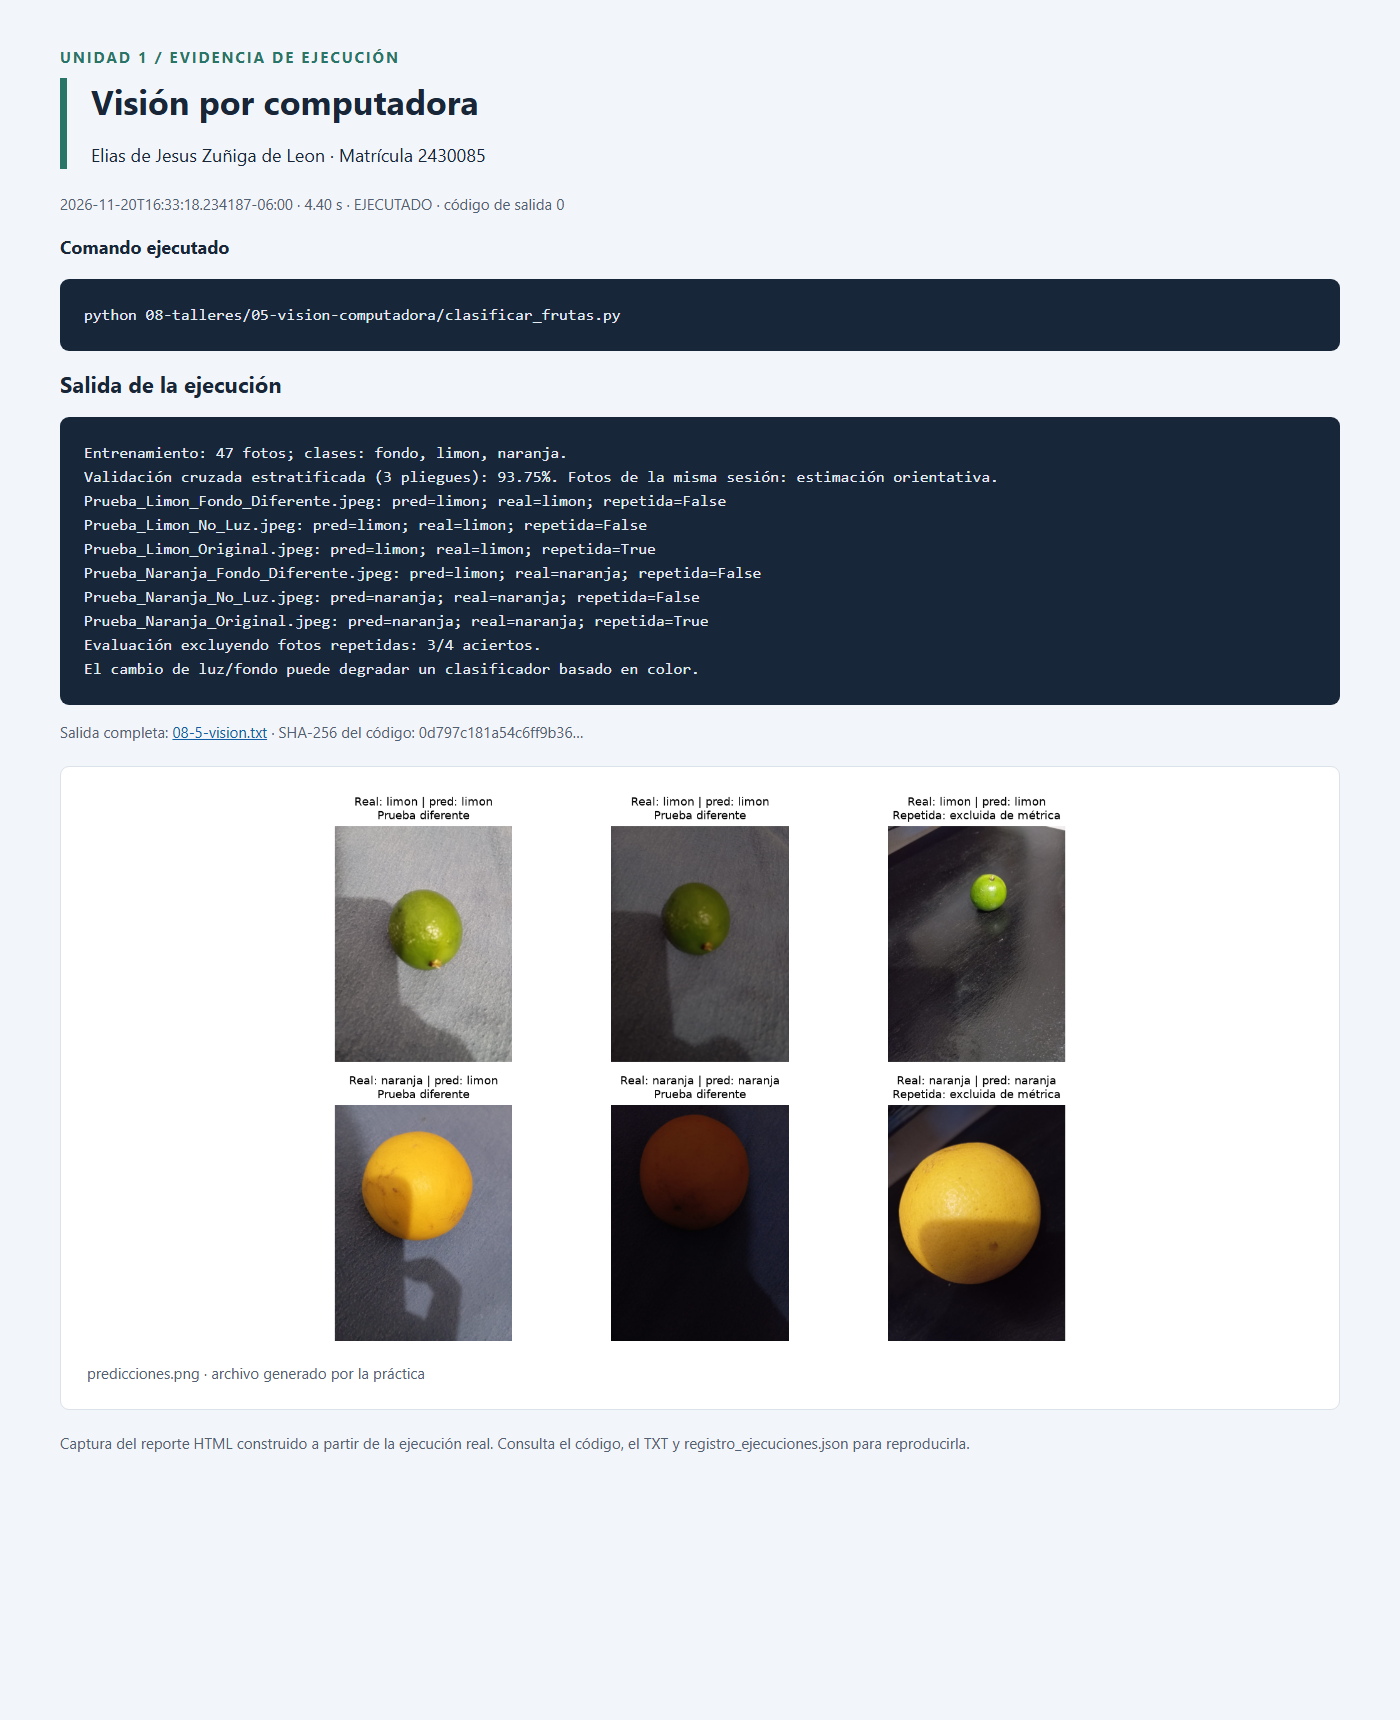 UNIDAD 1 / EVIDENCIA DE EJECUCIÓN
Visión por computadora
Elias de Jesus Zuñiga de Leon · Matrícula 2430085
2026-11-20T16:33:18.234187-06:00 · 4.40 s · EJECUTADO · código de salida 0
Comando ejecutado
python 08-talleres/05-vision-computadora/clasificar_frutas.py
Salida de la ejecución
Entrenamiento: 47 fotos; clases: fondo, limon, naranja.
Validación cruzada estratificada (3 pliegues): 93.75%. Fotos de la misma sesión: estimación orientativa.
Prueba_Limon_Fondo_Diferente.jpeg: pred=limon; real=limon; repetida=False
Prueba_Limon_No_Luz.jpeg: pred=limon; real=limon; repetida=False
Prueba_Limon_Original.jpeg: pred=limon; real=limon; repetida=True
Prueba_Naranja_Fondo_Diferente.jpeg: pred=limon; real=naranja; repetida=False
Prueba_Naranja_No_Luz.jpeg: pred=naranja; real=naranja; repetida=False
Prueba_Naranja_Original.jpeg: pred=naranja; real=naranja; repetida=True
Evaluación excluyendo fotos repetidas: 3/4 aciertos.
El cambio de luz/fondo puede degradar un clasificador basado en color.
Salida completa: 08-5-vision.txt · SHA-256 del código: 0d797c181a54c6ff9b36…
Real: limon | pred: limon
Prueba diferente
Real: limon | pred: limon
Prueba diferente
Real: limon | pred: limon
Repetida: excluida de métrica
Real: naranja | pred: limon
Prueba diferente
Real: naranja | pred: naranja
Prueba diferente
Real: naranja | pred: naranja
Repetida: excluida de métrica
predicciones.png · archivo generado por la práctica
Captura del reporte HTML construido a partir de la ejecución real. Consulta el código, el TXT y registro_ejecuciones.json para reproducirla.